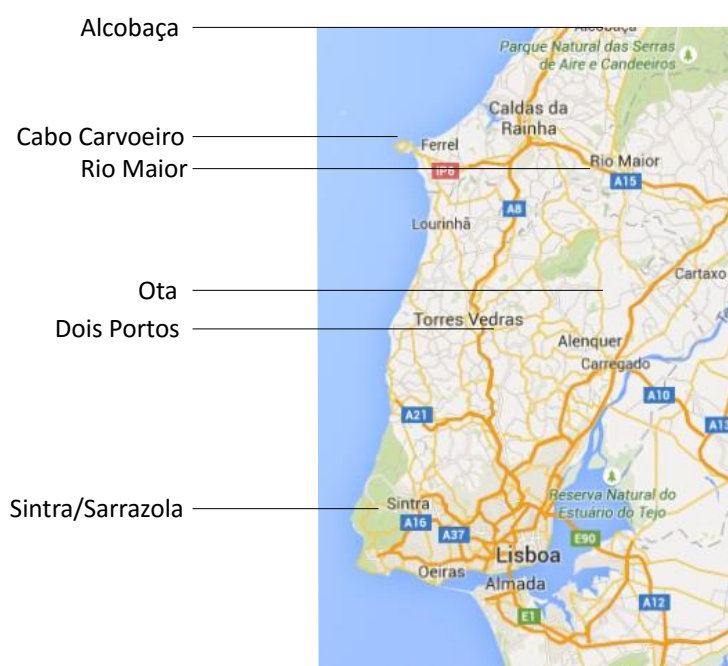 Alcobaça
Alcobaça
Parque Natural das Serras
de Aire e Candeeiros
Caldas da
Rainha
Cabo Carvoeiro
Ferrel
Rio Maior
Rio Maior
IP6
A15
A8
Lourinhã
Cartaxo
Ota
Torres Vedras
Dois Portos
Alenquer
Carregado
A10
A21
A13
Sintra/Sarrazola
Sintra
Reserva Natural do
Estuário do Tejo
A16
A37
E90
Lisboa
Oeiras
Almada
A12
E1